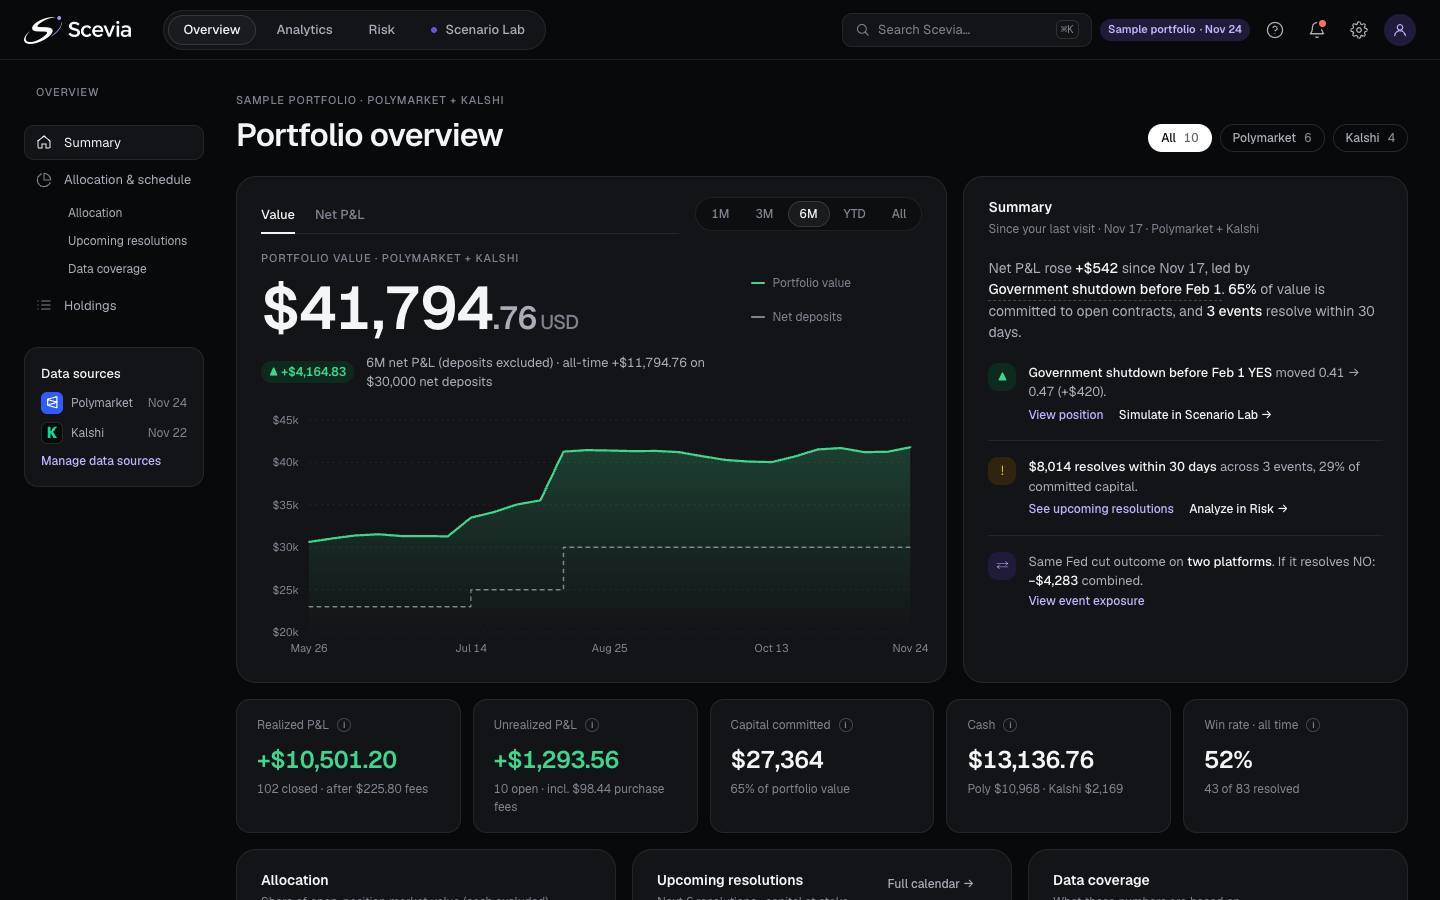 Scevia
Overview
Analytics
Risk
Scenario Lab
Search Scevia…
⌘K
Sample portfolio · Nov 24
OVERVIEW
Summary
Allocation & schedule
Allocation
Upcoming resolutions
Data coverage
Holdings
Data sources
Polymarket Nov 24
Kalshi Nov 22
Manage data sources
SAMPLE PORTFOLIO · POLYMARKET + KALSHI
Portfolio overview
All 10
Polymarket 6
Kalshi 4
Value
Net P&L
1M 3M 6M YTD All
PORTFOLIO VALUE · POLYMARKET + KALSHI
$41,794.76 USD
Portfolio value
Net deposits
▲ +$4,164.83
6M net P&L (deposits excluded) · all-time +$11,794.76 on
$30,000 net deposits
$45k
$40k
$35k
$30k
$25k
$20k
May 26 Jul 14 Aug 25 Oct 13 Nov 24
Summary
Since your last visit · Nov 17 · Polymarket + Kalshi
Net P&L rose +$542 since Nov 17, led by
Government shutdown before Feb 1. 65% of value is
committed to open contracts, and 3 events resolve within 30
days.
Government shutdown before Feb 1 YES moved 0.41 →
0.47 (+$420).
View position Simulate in Scenario Lab →
!
$8,014 resolves within 30 days across 3 events, 29% of
committed capital.
See upcoming resolutions Analyze in Risk →
Same Fed cut outcome on two platforms. If it resolves NO:
−$4,283 combined.
View event exposure
Realized P&L
+$10,501.20
102 closed · after $225.80 fees
Unrealized P&L
+$1,293.56
10 open · incl. $98.44 purchase
fees
Capital committed
$27,364
65% of portfolio value
Cash
$13,136.76
Poly $10,968 · Kalshi $2,169
Win rate · all time
52%
43 of 83 resolved
Allocation
Upcoming resolutions
Full calendar →
Data coverage